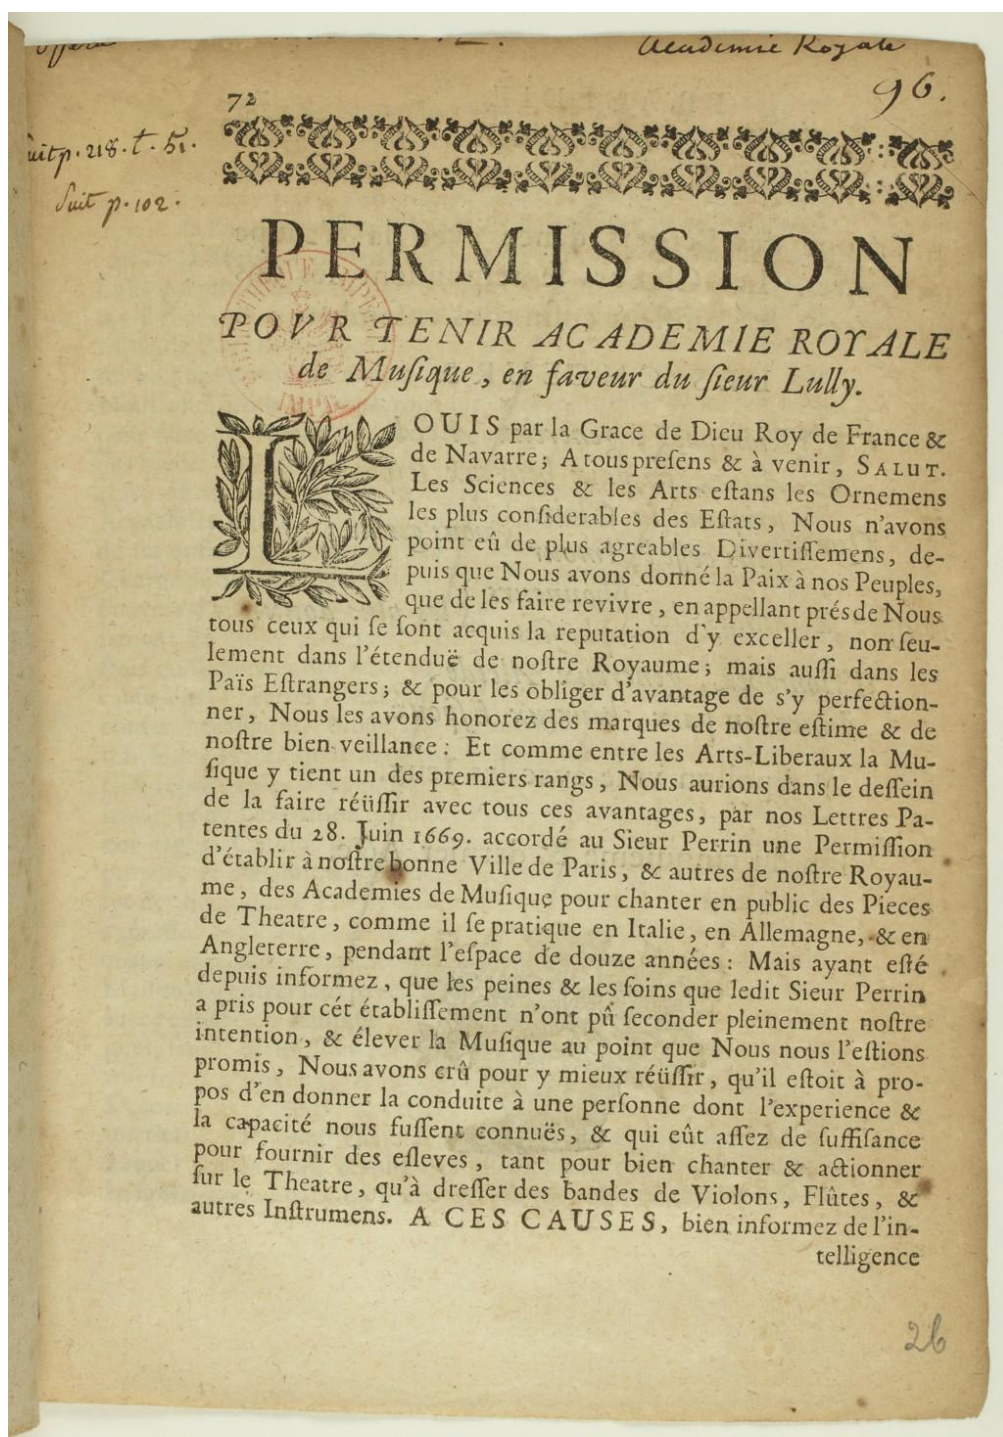 Academie Royale
72
96.
suit p. 218. t. 51.
Suit p. 102.
PERMISSION
POVR TENIR ACADEMIE ROYALE
de Muſique, en faveur du ſieur Lully.
LOUIS par la Grace de Dieu Roy de France &
de Navarre; A tous preſens & à venir, SALUT.
Les Sciences & les Arts eſtans les Ornemens
les plus conſiderables des Eſtats, Nous n'avons
point eû de plus agreables Divertiſſemens, de-
puis que Nous avons donné la Paix à nos Peuples,
que de les faire revivre, en appellant prés de Nous
tous ceux qui ſe ſont acquis la reputation d'y exceller, non ſeu-
lement dans l'étenduë de noſtre Royaume; mais auſſi dans les
Païs Eſtrangers; & pour les obliger d'avantage de s'y perfection-
ner, Nous les avons honorez des marques de noſtre eſtime & de
noſtre bien-veillance: Et comme entre les Arts-Liberaux la Mu-
ſique y tient un des premiers rangs, Nous aurions dans le deſſein
de la faire réüſſir avec tous ces avantages, par nos Lettres Pa-
tentes du 28. Juin 1669. accordé au Sieur Perrin une Permiſſion
d'établir à noſtre bonne Ville de Paris, & autres de noſtre Royau-
me, des Academies de Muſique pour chanter en public des Pieces
de Theatre, comme il ſe pratique en Italie, en Allemagne, & en
Angleterre, pendant l'eſpace de douze années: Mais ayant eſté
depuis informez, que les peines & les ſoins que ledit Sieur Perrin
a pris pour cét établiſſement n'ont pû ſeconder pleinement noſtre
intention, & élever la Muſique au point que Nous nous l'eſtions
promis, Nous avons crû pour y mieux réüſſir, qu'il eſtoit à pro-
pos d'en donner la conduite à une perſonne dont l'experience &
la capacité nous fuſſent connuës, & qui eût aſſez de ſuffiſance
pour fournir des eſleves, tant pour bien chanter & actionner
ſur le Theatre, qu'à dreſſer des bandes de Violons, Flûtes, &
autres Inſtrumens. A CES CAUSES, bien informez de l'in-
telligence
26